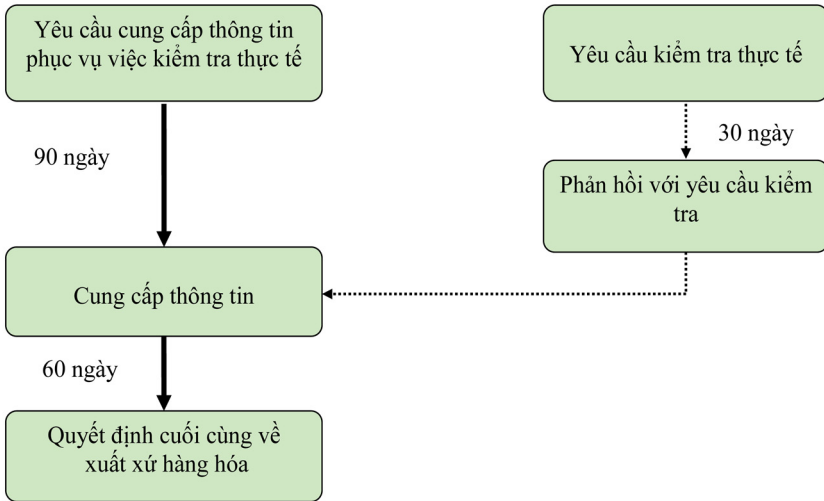 Yêu cầu cung cấp thông tin
phục vụ việc kiểm tra thực tế
Yêu cầu kiểm tra thực tế
90 ngày
30 ngày
Phản hồi với yêu cầu kiểm
tra
Cung cấp thông tin
60 ngày
Quyết định cuối cùng về
xuất xứ hàng hóa